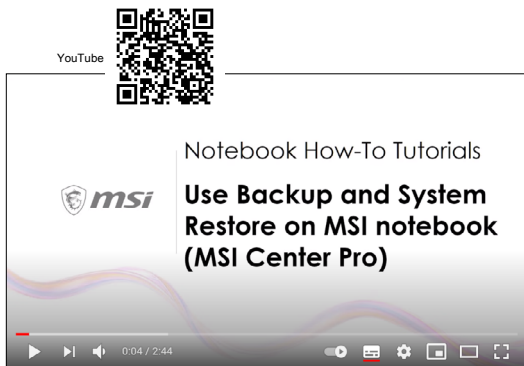 YouTube
Notebook How-To Tutorials
msi
Use Backup and System
Restore on MSI notebook
(MSI Center Pro)
0:04 / 2:44